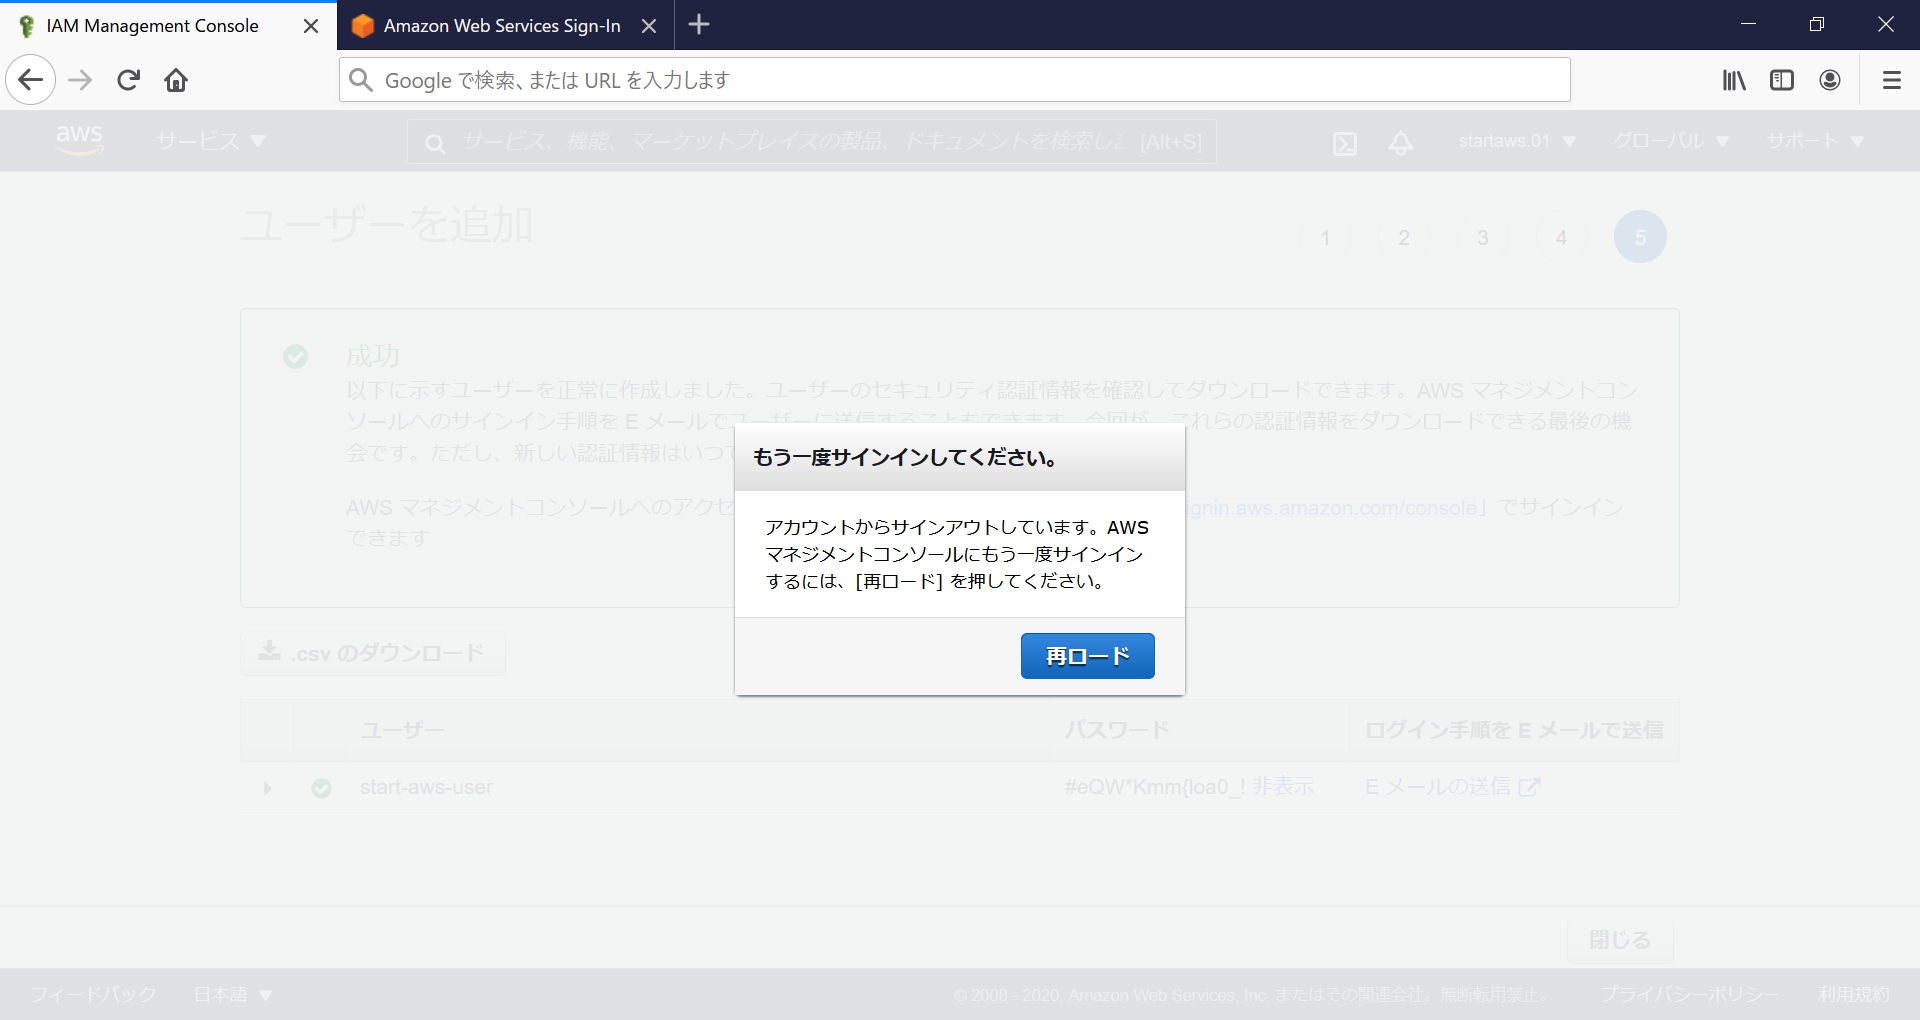 IAM Management Console
Amazon Web Services Sign-In
Google で検索、または URL を入力します
aws
サービス
サービス、機能、マーケットプレイスの製品、ドキュメントを検索しま
[Alt+S]
startaws.01
グローバル
サポート
ユーザーを追加
1
2
3
4
5
成功
以下に示すユーザーを正常に作成しました。ユーザーのセキュリティ認証情報を確認してダウンロードできます。AWS マネジメントコン
ソールへのサインイン手順を E メールでユーザーに送信することもできます。今回が、これらの認証情報をダウンロードできる最後の機
会です。ただし、新しい認証情報はいつで
AWS マネジメントコンソールへのアクセ
ignin.aws.amazon.com/console」でサインイン
できます
もう一度サインインしてください。
アカウントからサインアウトしています。AWS
マネジメントコンソールにもう一度サインイン
するには、[再ロード] を押してください。
再ロード
.csv のダウンロード
ユーザー
パスワード
ログイン手順を E メールで送信
start-aws-user
#eQW*Kmm{loa0_! 非表示
E メールの送信
閉じる
フィードバック
日本語
© 2008 - 2020, Amazon Web Services, Inc. またはその関連会社。無断転用禁止。
プライバシーポリシー
利用規約